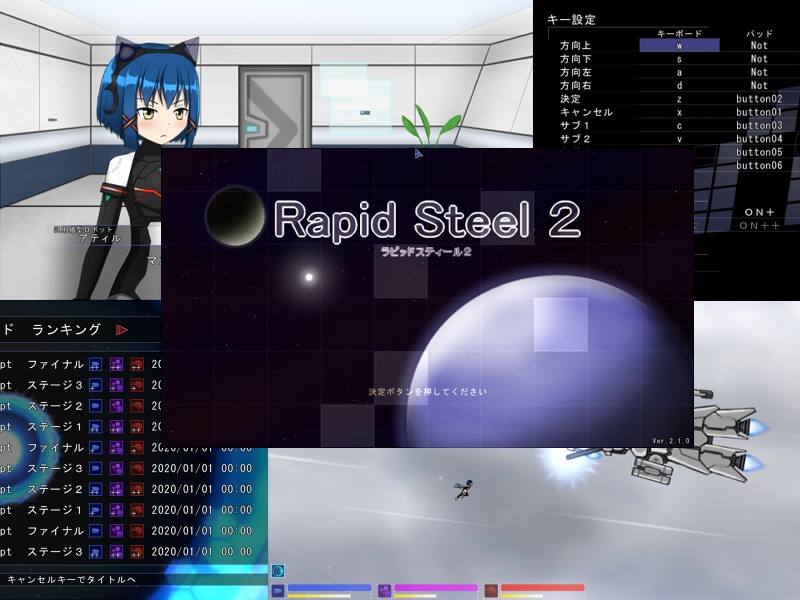 キー設定
キーボード パッド
方向上 w Not
方向下 s Not
方向左 a Not
方向右 d Not
決定 z button02
キャンセル x button01
サブ1 c button03
サブ2 v button04
button05
button06
ON+
2 ON++
アティル
マ
Rapid Steel 2
ラピッドスティール2
決定ボタンを押してください
Ver 2.1.0
ド ランキング
pt ファイナル 20
pt ステージ3 20
pt ステージ2 20
pt ステージ1 20
pt ファイナル 2020/01/01 00:00
pt ステージ3 2020/01/01 00:00
pt ステージ2 2020/01/01 00:00
pt ステージ1 2020/01/01 00:00
pt ファイナル 2020/01/01 00:00
pt ステージ3 2020/01/01 00:00
キャンセルキーでタイトルへ